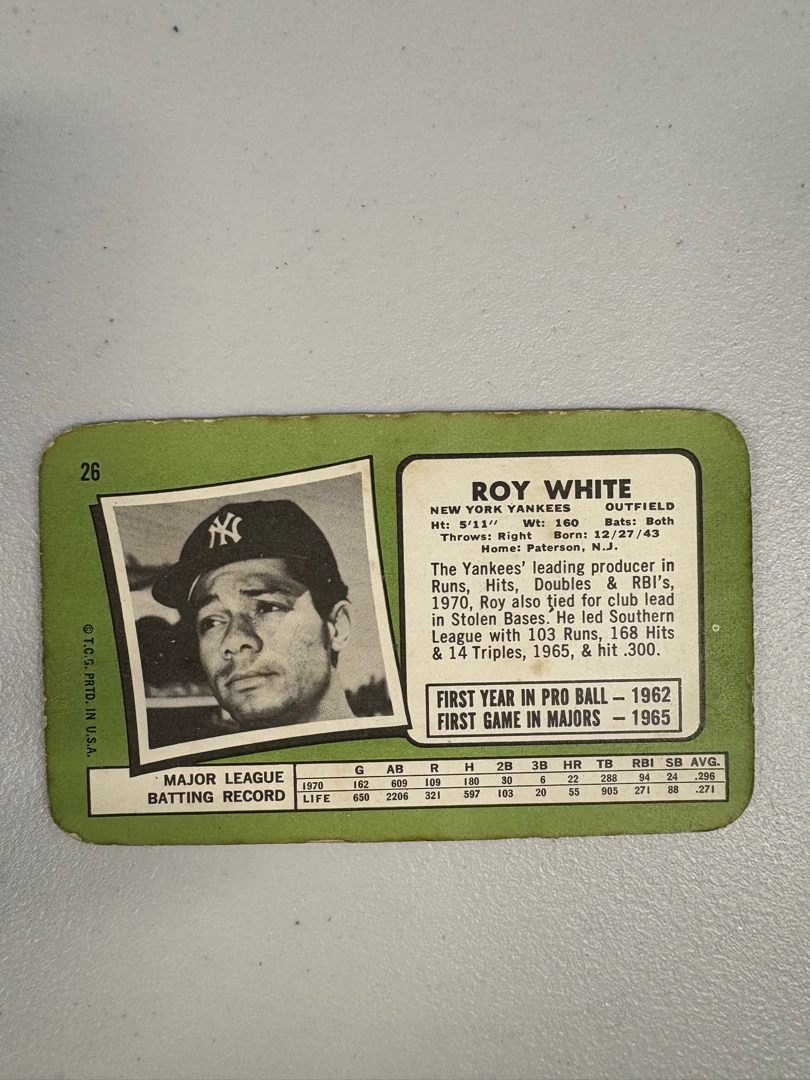 26
NY
ROY WHITE
NEW YORK YANKEES OUTFIELD
Ht: 5'11'' Wt: 160 Bats: Both
Throws: Right Born: 12/27/43
Home: Paterson, N.J.
The Yankees' leading producer in
Runs, Hits, Doubles & RBI's,
1970, Roy also tied for club lead
in Stolen Bases. He led Southern
League with 103 Runs, 168 Hits
& 14 Triples, 1965, & hit .300.
FIRST YEAR IN PRO BALL — 1962
FIRST GAME IN MAJORS — 1965
© T.C.G. PRTD. IN U.S.A.
MAJOR LEAGUE
BATTING RECORD
G AB R H 2B 3B HR TB RBI SB AVG.
1970 162 609 109 180 30 6 22 288 94 24 .296
LIFE 650 2206 321 597 103 20 55 905 271 88 .271